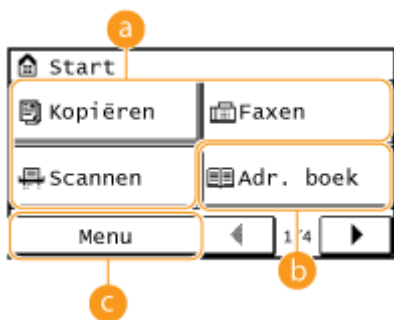 a
Start
Kopiëren
Faxen
Scannen
Adr. boek
Menu
1/4
b
c